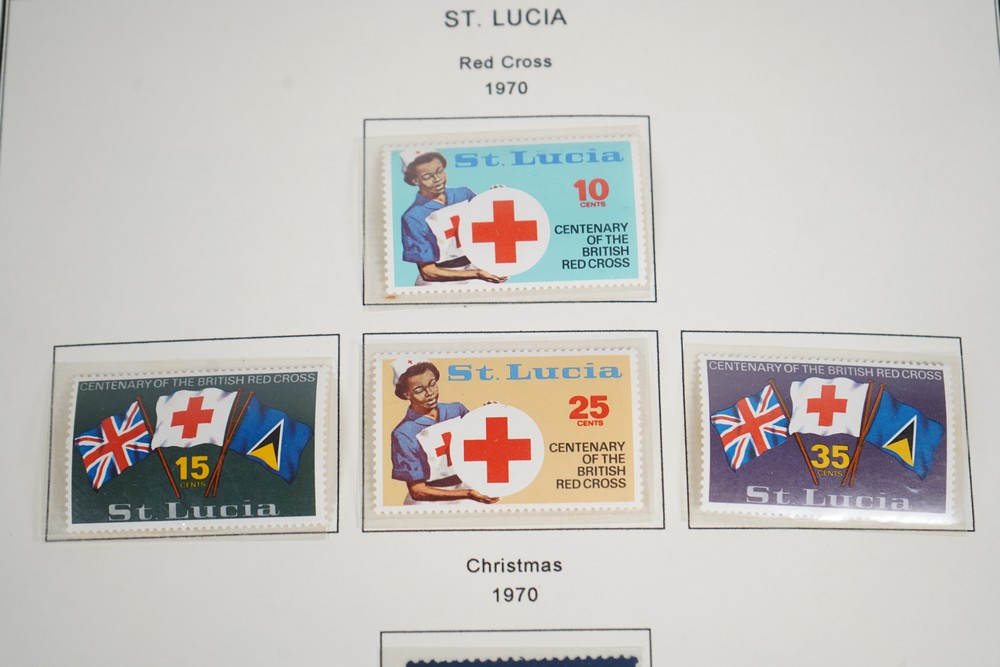 ST. LUCIA
Red Cross
1970
St. Lucia
10
CENTS
CENTENARY
OF THE
BRITISH
RED CROSS
CENTENARY OF THE BRITISH RED CROSS
15
CENTS
St. Lucia
St. Lucia
25
CENTS
CENTENARY
OF THE
BRITISH
RED CROSS
CENTENARY OF THE BRITISH RED CROSS
35
CENTS
St. Lucia
Christmas
1970